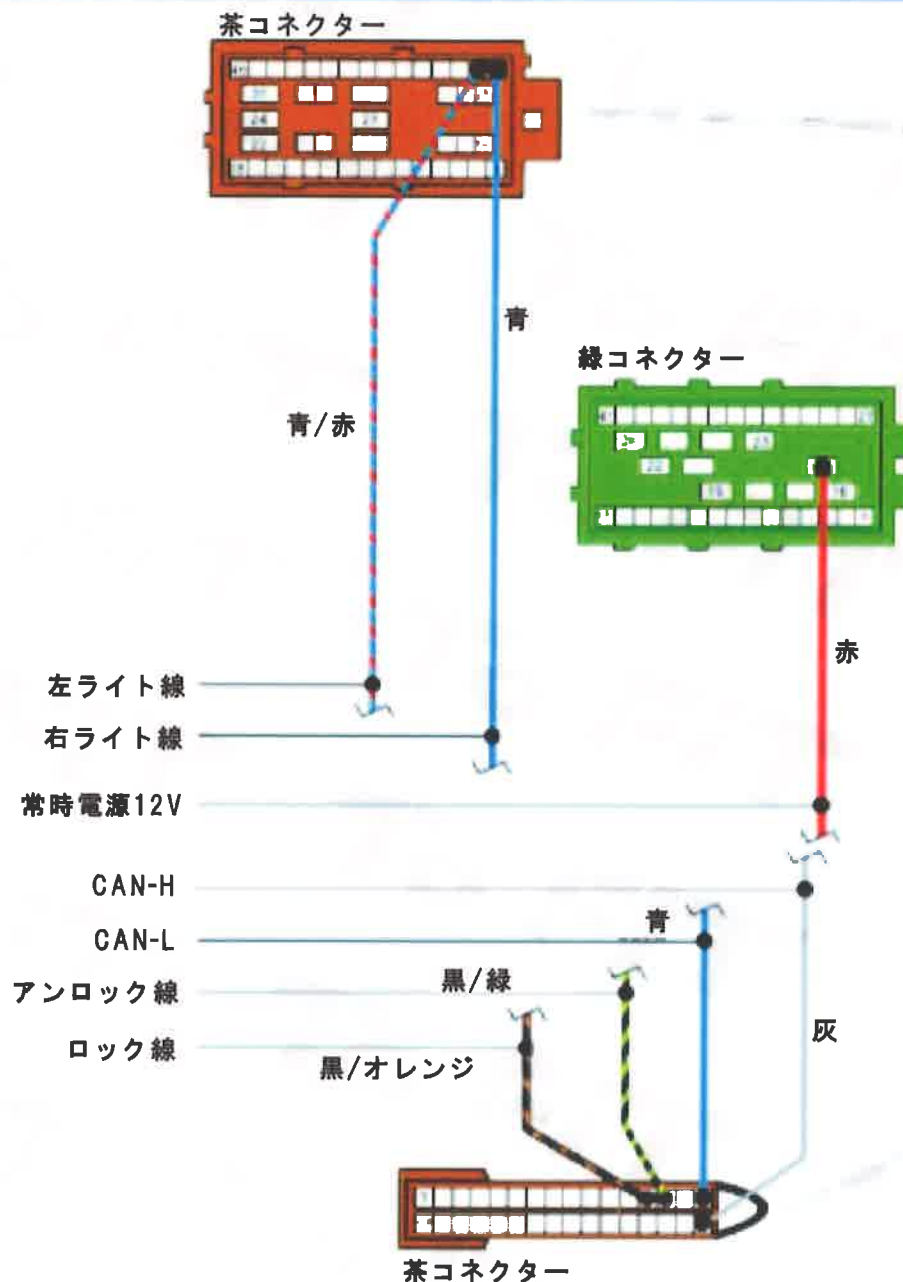 茶コネクター
青
緑コネクター
青/赤
赤
左ライト線
右ライト線
常時電源12V
CAN-H
CAN-L
青
アンロック線
黒/緑
ロック線
黒/オレンジ
灰
茶コネクター